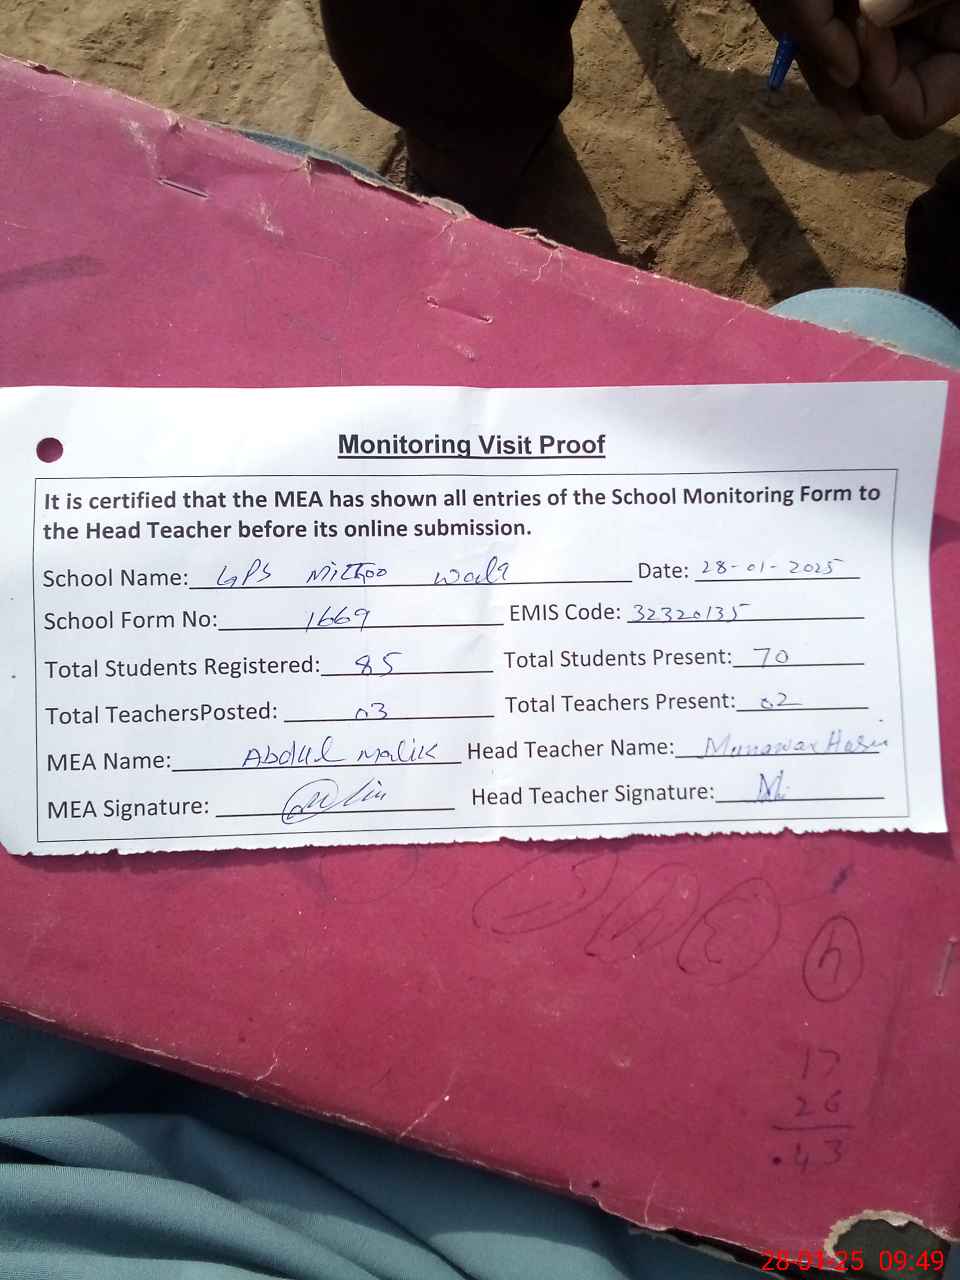 Monitoring Visit Proof
It is certified that the MEA has shown all entries of the School Monitoring Form to
the Head Teacher before its online submission.
School Name: GPS Mithoo Wala Date: 28-01-2025
School Form No: 1669 EMIS Code: 32320135
Total Students Registered: 85 Total Students Present: 70
Total TeachersPosted: 03 Total Teachers Present: 02
MEA Name: Abdul Malik Head Teacher Name: Munawar
MEA Signature: Head Teacher Signature:
17
26
43
28-01-25 09:49